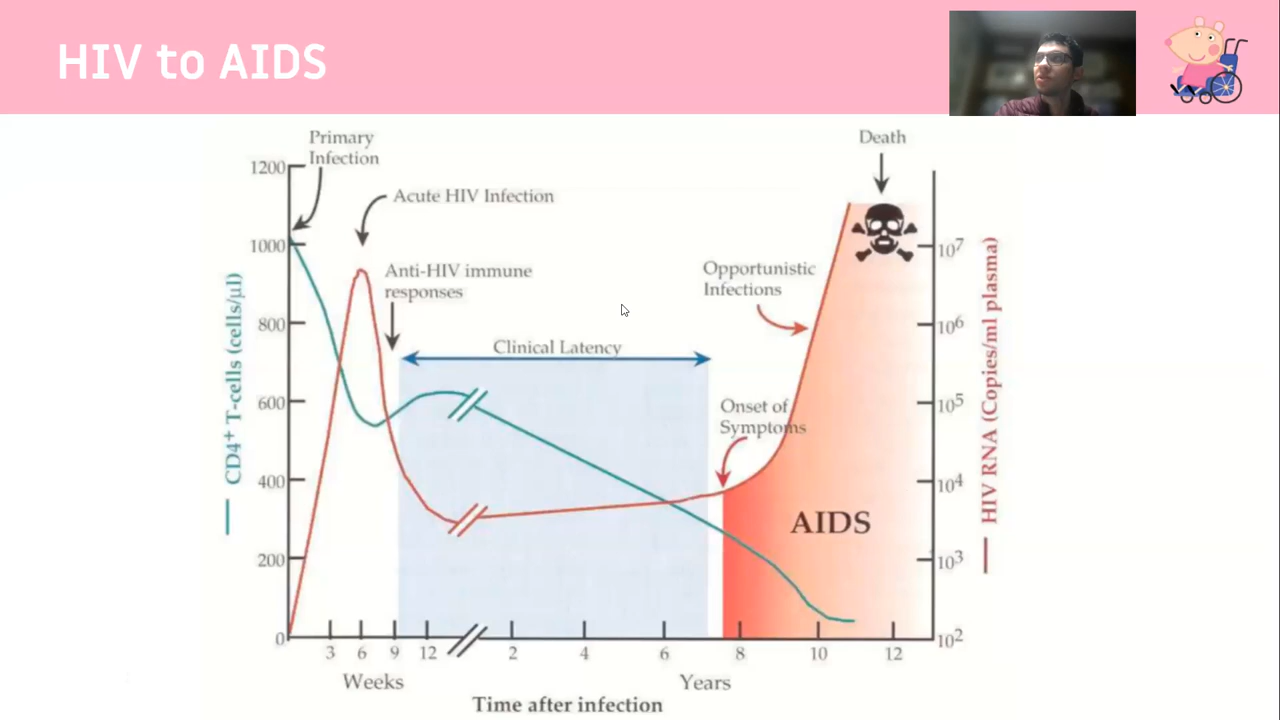 HIV to AIDS
Primary
Infection
Death
1200
Acute HIV Infection
1000
10⁷
Anti-HIV immune
responses
Opportunistic
Infections
800
10⁶
Clinical Latency
600
10⁵
Onset of
Symptoms
400
10⁴
AIDS
200
10³
0
10²
CD4⁺ T-cells (cells/µl)
HIV RNA (Copies/ml plasma)
3 6 9 12 2 4 6 8 10 12
Weeks Years
Time after infection